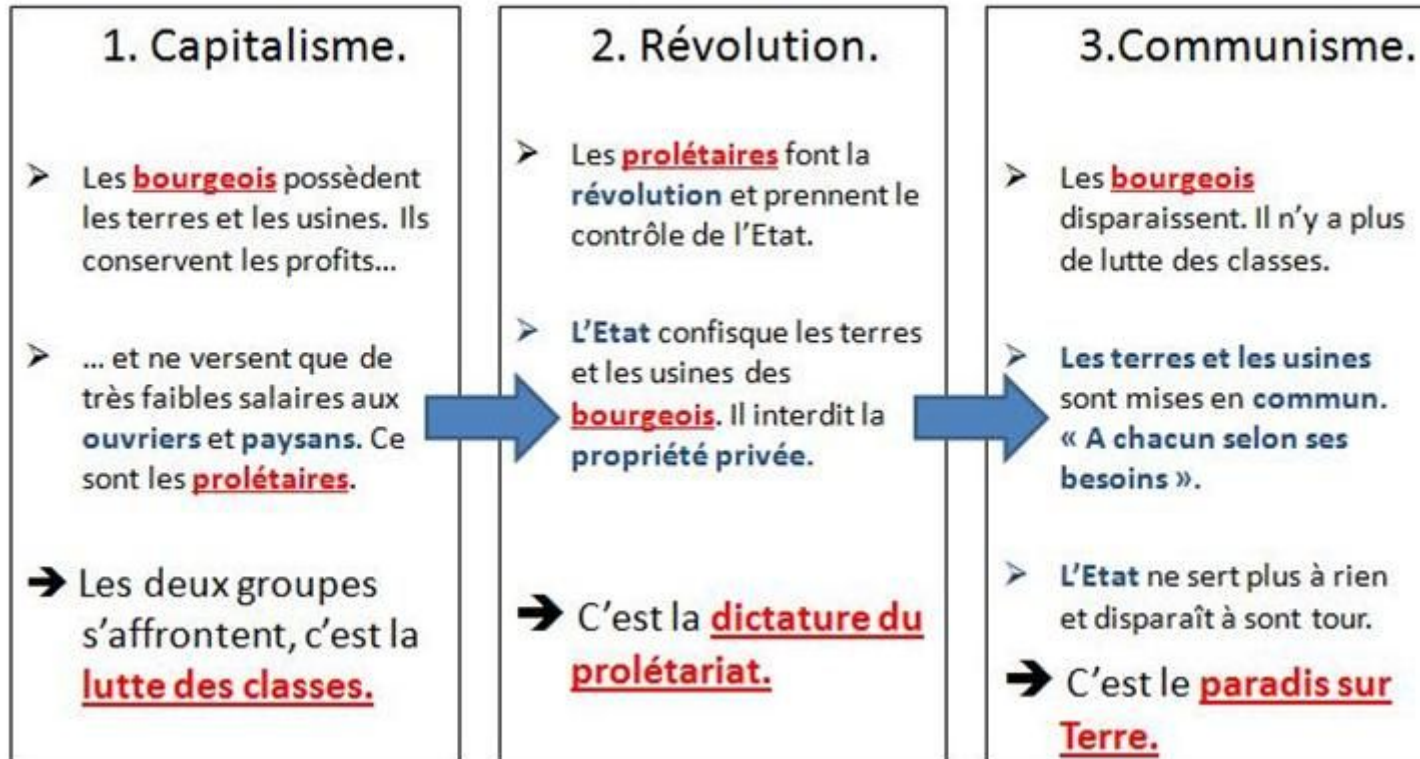 1. Capitalisme.
➢ Les bourgeois possèdent
les terres et les usines. Ils
conservent les profits...
➢ ... et ne versent que de
très faibles salaires aux
ouvriers et paysans. Ce
sont les prolétaires.
➔ Les deux groupes
s'affrontent, c'est la
lutte des classes.
2. Révolution.
➢ Les prolétaires font la
révolution et prennent le
contrôle de l'Etat.
➢ L'Etat confisque les terres
et les usines des
bourgeois. Il interdit la
propriété privée.
➔ C'est la dictature du
prolétariat.
3.Communisme.
➢ Les bourgeois
disparaissent. Il n'y a plus
de lutte des classes.
➢ Les terres et les usines
sont mises en commun.
« A chacun selon ses
besoins ».
➢ L'Etat ne sert plus à rien
et disparaît à sont tour.
➔ C'est le paradis sur
Terre.